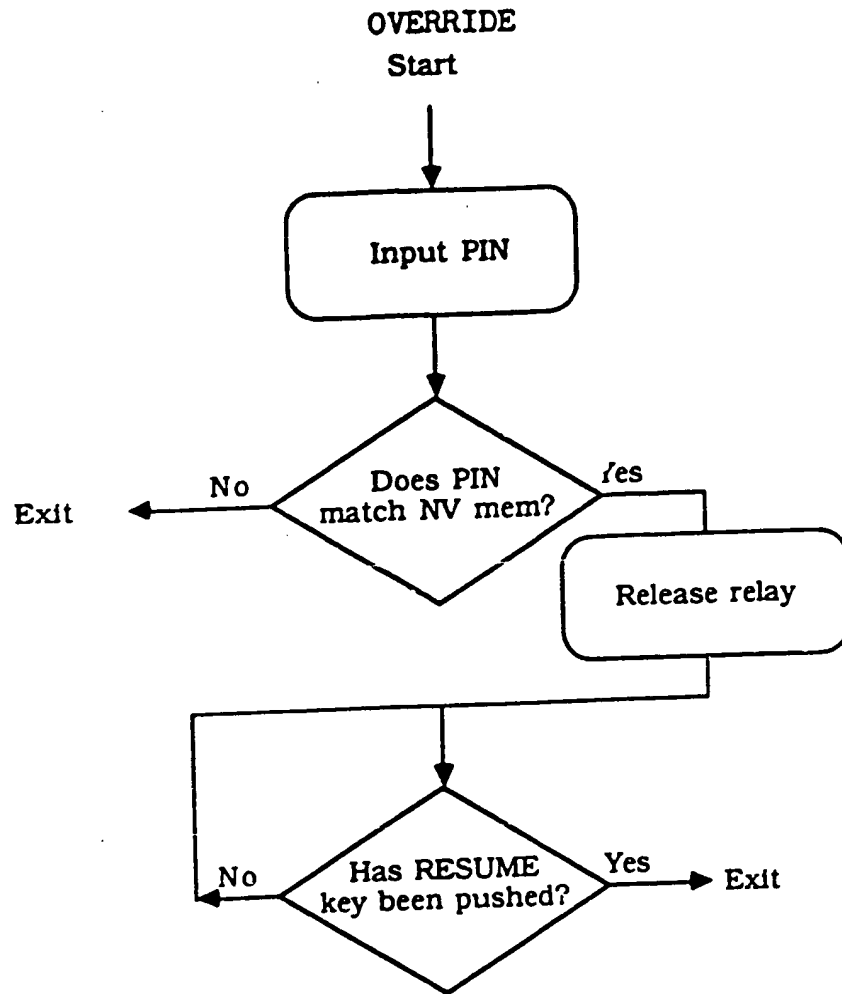 OVERRIDE
Start
Input PIN
Does PIN
match NV mem?
No
Yes
Exit
Release relay
Has RESUME
key been pushed?
No
Yes
Exit